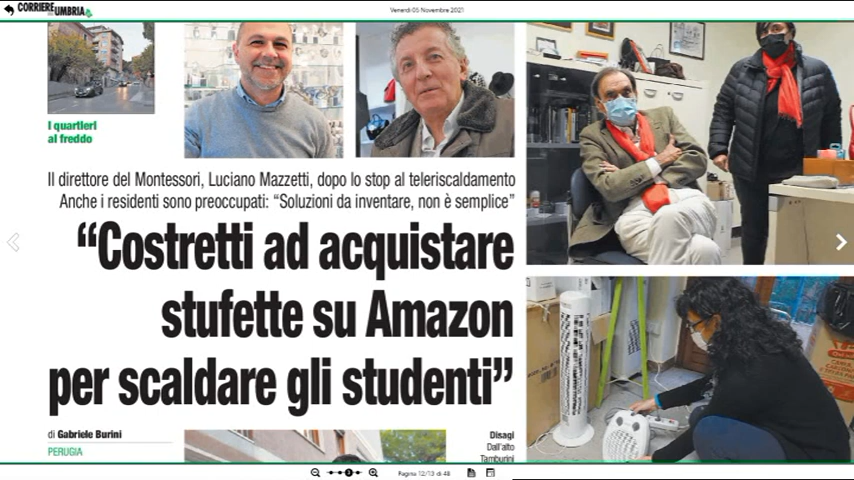 CORRIERE
UMBRIA
Venerdì 05 Novembre 2021
I quartieri
al freddo
Il direttore del Montessori, Luciano Mazzetti, dopo lo stop al teleriscaldamento
Anche i residenti sono preoccupati: “Soluzioni da inventare, non è semplice”
“Costretti ad acquistare
stufette su Amazon
per scaldare gli studenti”
di Gabriele Burini
PERUGIA
Disagi
Dall'alto
Tamburini
Pagina 12/13 di 48